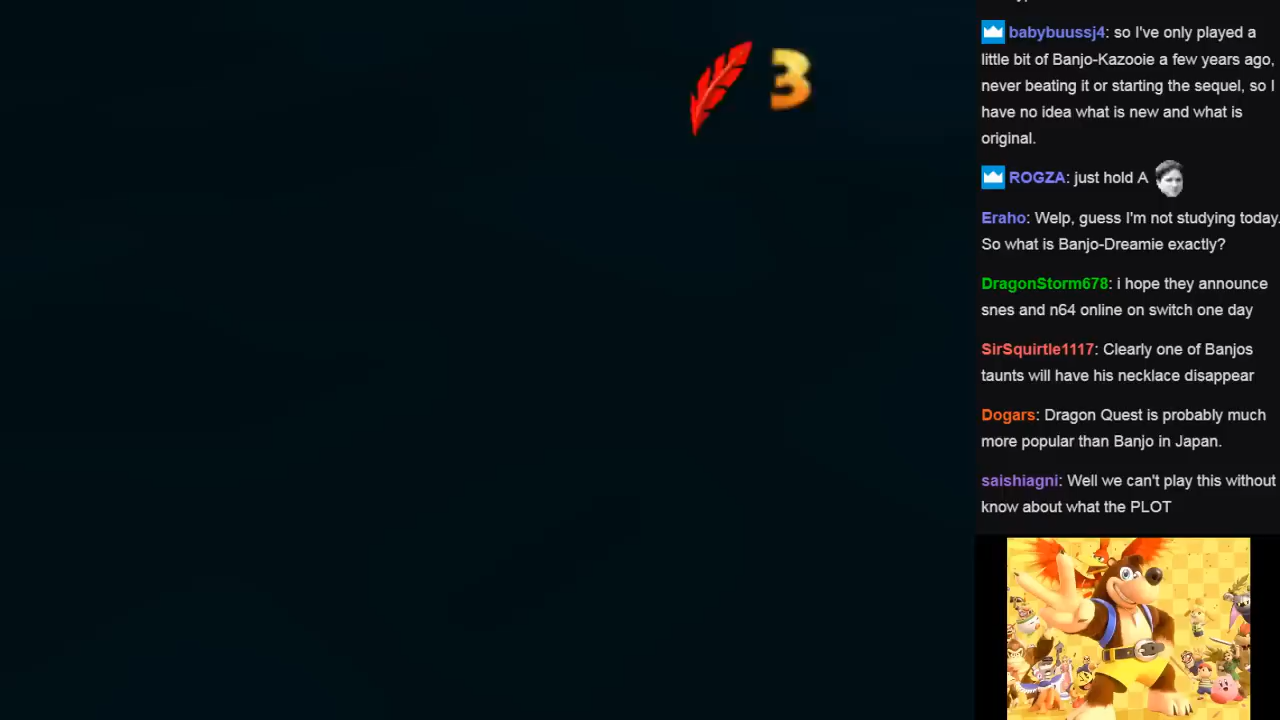 3
babybuussj4: so I've only played a
little bit of Banjo-Kazooie a few years ago,
never beating it or starting the sequel, so I
have no idea what is new and what is
original.
ROGZA: just hold A
Eraho: Welp, guess I'm not studying today.
So what is Banjo-Dreamie exactly?
DragonStorm678: i hope they announce
snes and n64 online on switch one day
SirSquirtle1117: Clearly one of Banjos
taunts will have his necklace disappear
Dogars: Dragon Quest is probably much
more popular than Banjo in Japan.
saishiagni: Well we can't play this without
know about what the PLOT